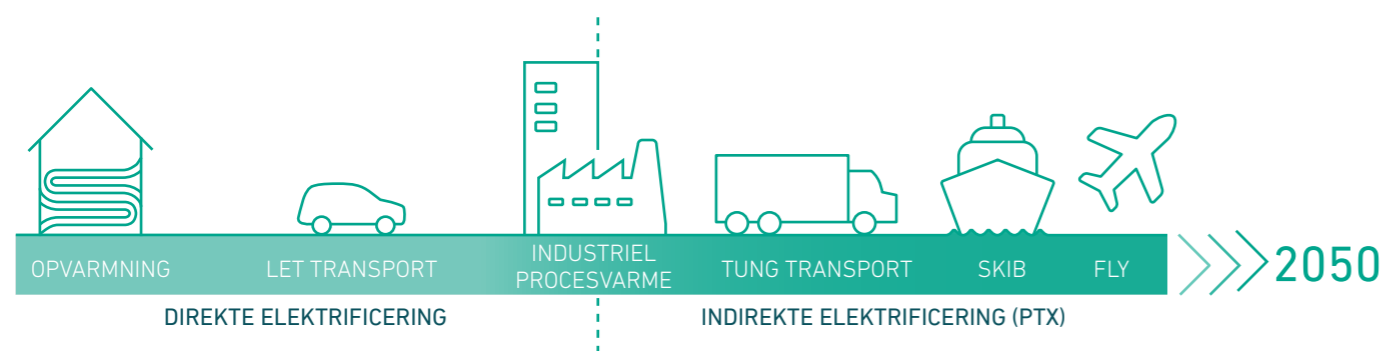 OPVARMNING
LET TRANSPORT
INDUSTRIEL
PROCESVARME
TUNG TRANSPORT
SKIB
FLY
2050
DIREKTE ELEKTRIFICERING
INDIREKTE ELEKTRIFICERING (PTX)